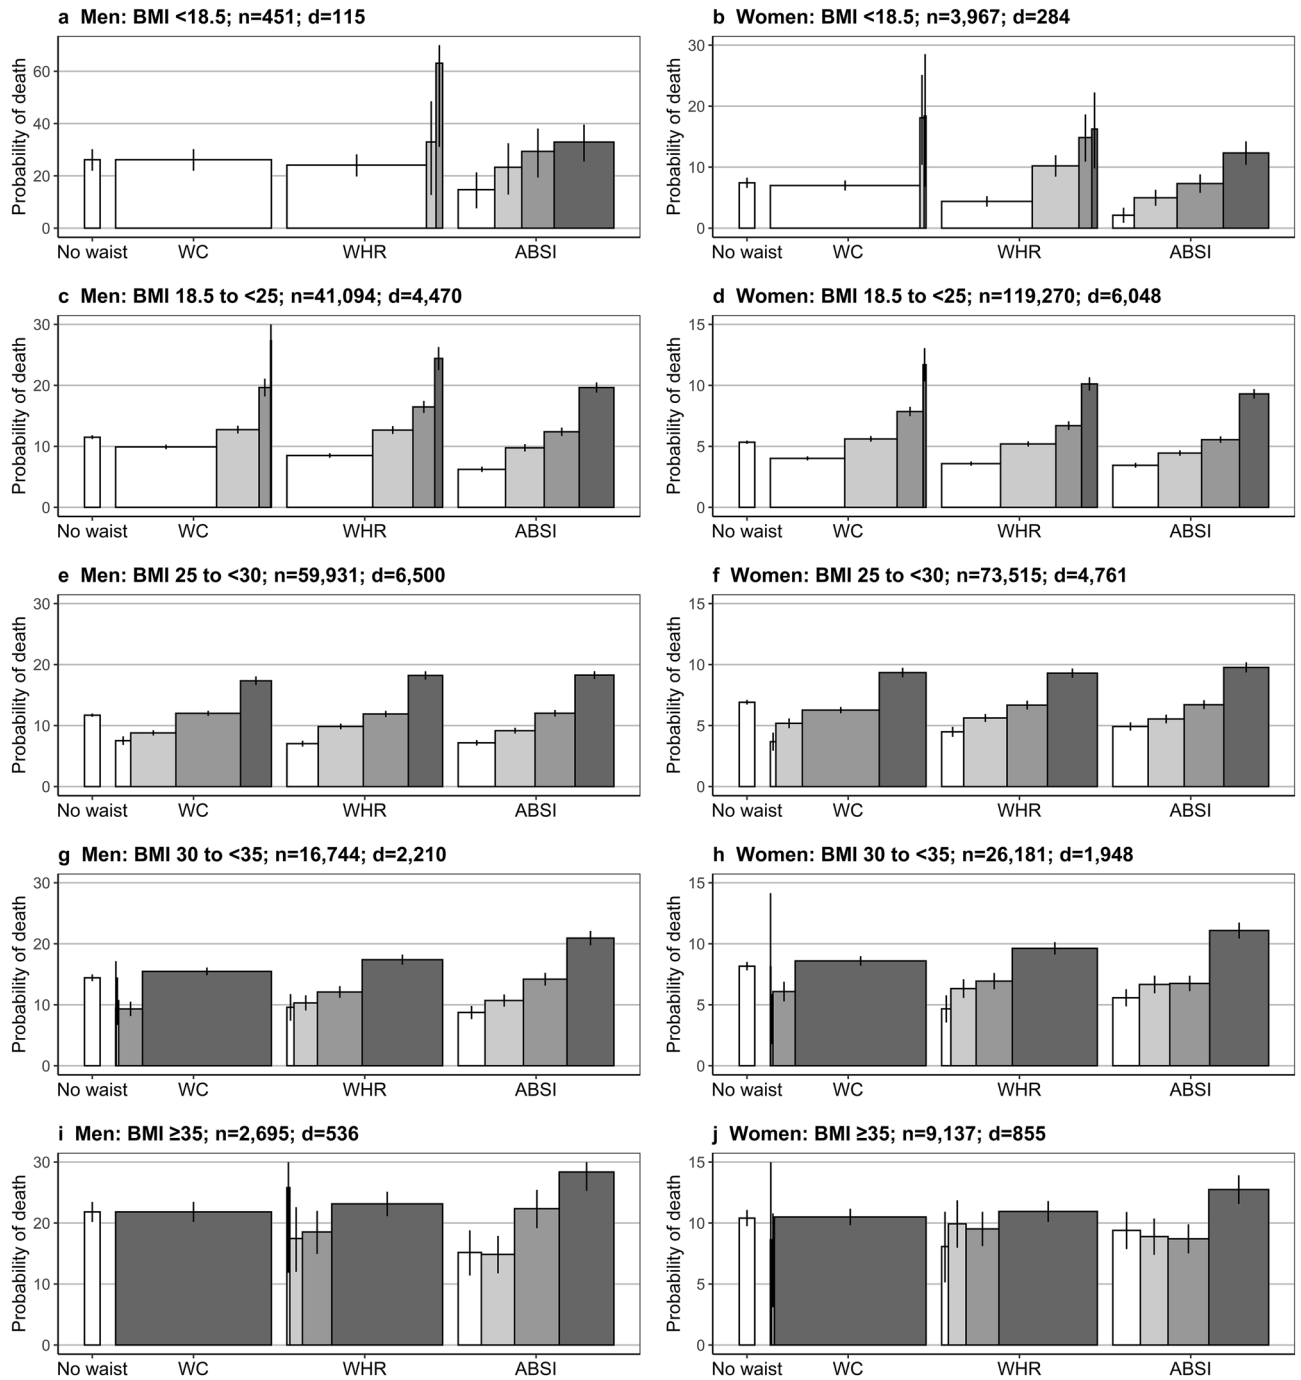 a Men: BMI <18.5; n=451; d=115
Probability of death
60
40
20
0
No waist WC WHR ABSI
b Women: BMI <18.5; n=3,967; d=284
Probability of death
30
20
10
0
No waist WC WHR ABSI
c Men: BMI 18.5 to <25; n=41,094; d=4,470
Probability of death
30
20
10
0
No waist WC WHR ABSI
d Women: BMI 18.5 to <25; n=119,270; d=6,048
Probability of death
15
10
5
0
No waist WC WHR ABSI
e Men: BMI 25 to <30; n=59,931; d=6,500
Probability of death
30
20
10
0
No waist WC WHR ABSI
f Women: BMI 25 to <30; n=73,515; d=4,761
Probability of death
15
10
5
0
No waist WC WHR ABSI
g Men: BMI 30 to <35; n=16,744; d=2,210
Probability of death
30
20
10
0
No waist WC WHR ABSI
h Women: BMI 30 to <35; n=26,181; d=1,948
Probability of death
15
10
5
0
No waist WC WHR ABSI
i Men: BMI ≥35; n=2,695; d=536
Probability of death
30
20
10
0
No waist WC WHR ABSI
j Women: BMI ≥35; n=9,137; d=855
Probability of death
15
10
5
0
No waist WC WHR ABSI